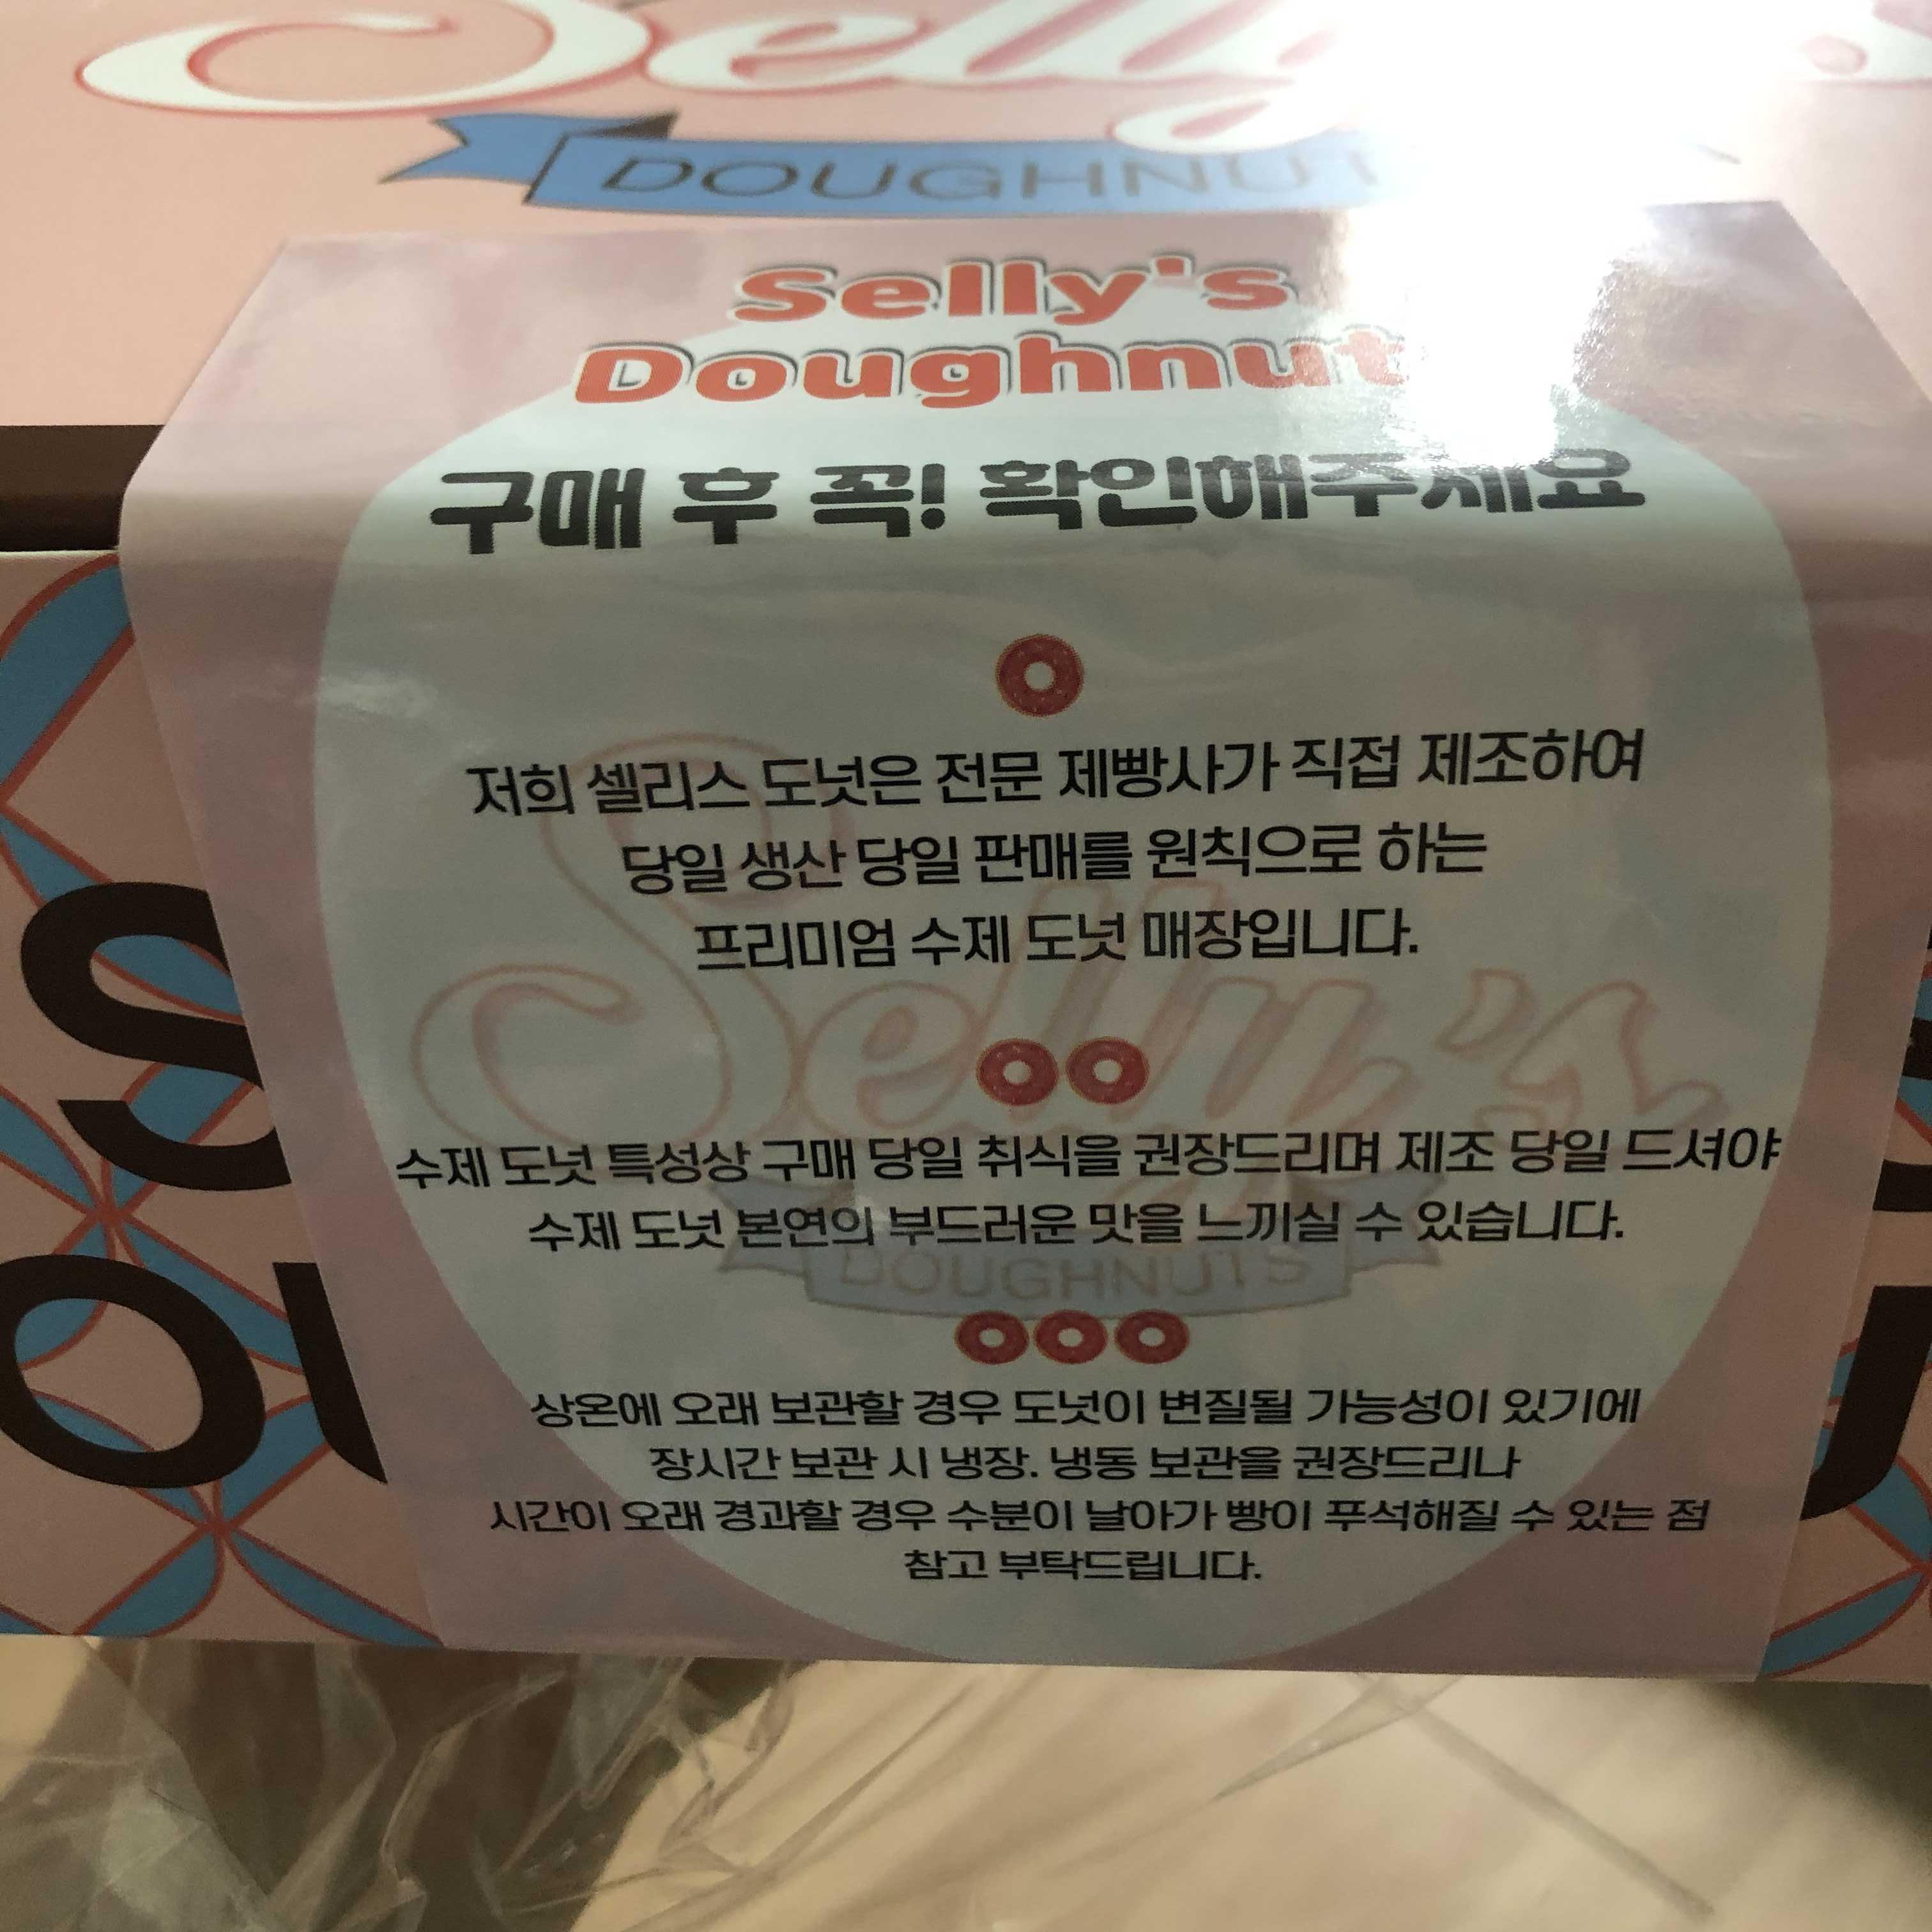 Selly's
DOUGHNUT
Selly's
Doughnut
구매 후 꼭! 확인해주세요
저희 셀리스 도넛은 전문 제빵사가 직접 제조하여
당일 생산 당일 판매를 원칙으로 하는
프리미엄 수제 도넛 매장입니다.
Selly's
수제 도넛 특성상 구매 당일 취식을 권장드리며 제조 당일 드셔야
수제 도넛 본연의 부드러운 맛을 느끼실 수 있습니다.
DOUGHNUTS
상온에 오래 보관할 경우 도넛이 변질될 가능성이 있기에
장시간 보관 시 냉장. 냉동 보관을 권장드리나
시간이 오래 경과할 경우 수분이 날아가 빵이 푸석해질 수 있는 점
참고 부탁드립니다.